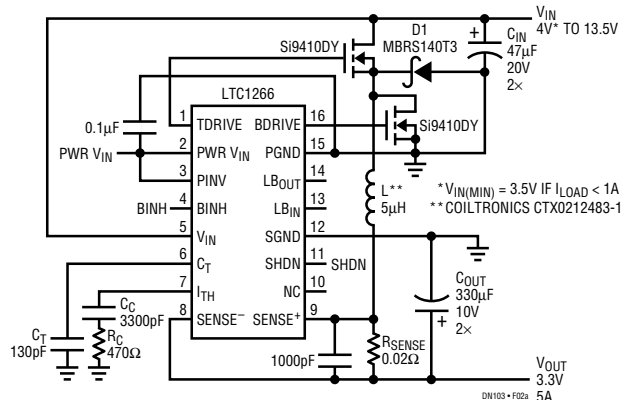 VIN
4V* TO 13.5V
D1
MBRS140T3
Si9410DY
+
CIN
47µF
20V
2×
LTC1266
0.1µF
1 TDRIVE BDRIVE 16
Si9410DY
PWR VIN
2 PWR VIN PGND 15
3 PINV LBOUT 14
BINH 4 BINH LBIN 13
L**
5µH
*VIN(MIN) = 3.5V IF ILOAD < 1A
**COILTRONICS CTX0212483-1
5 VIN SGND 12
6 CT SHDN 11 SHDN
7 ITH NC 10
8 SENSE– SENSE+ 9
CC
3300pF
CT
130pF
RC
470Ω
1000pF
RSENSE
0.02Ω
COUT
330µF
10V
2×
+
VOUT
3.3V
5A
DN103 • F02a